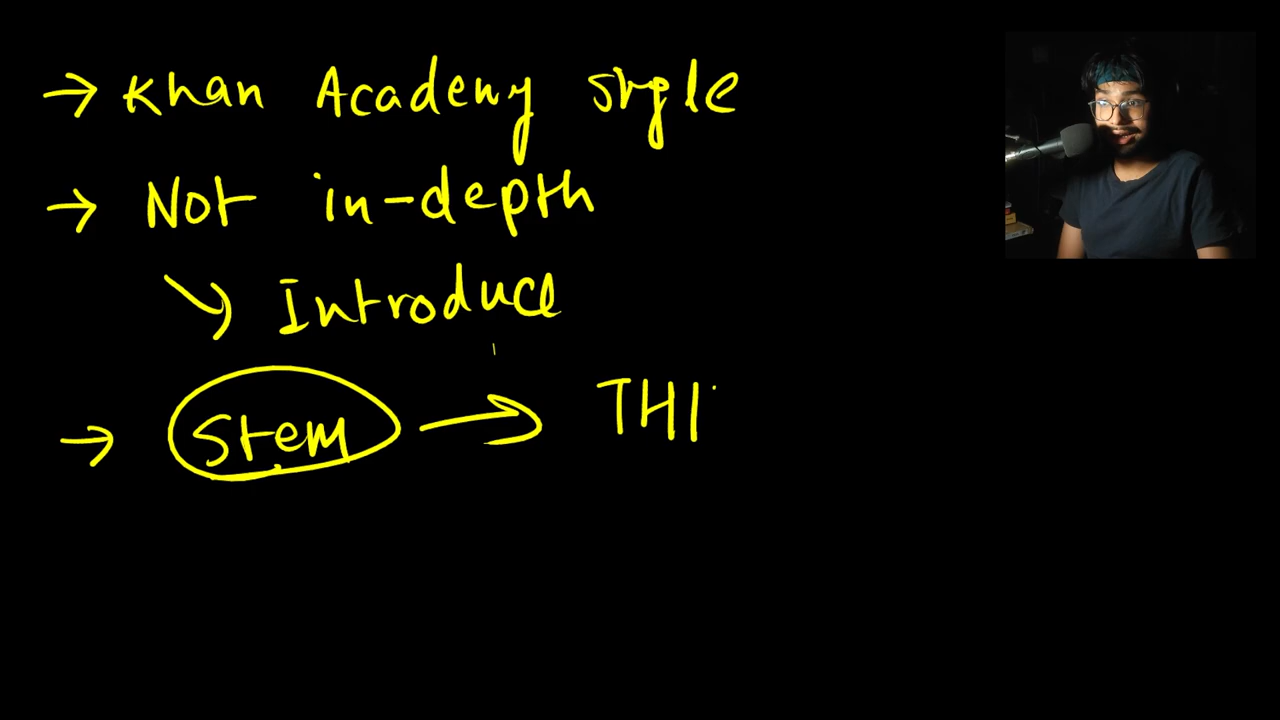 → Khan Academy style
→ Not in-depth
↘ Introduce
→ Stem → THI